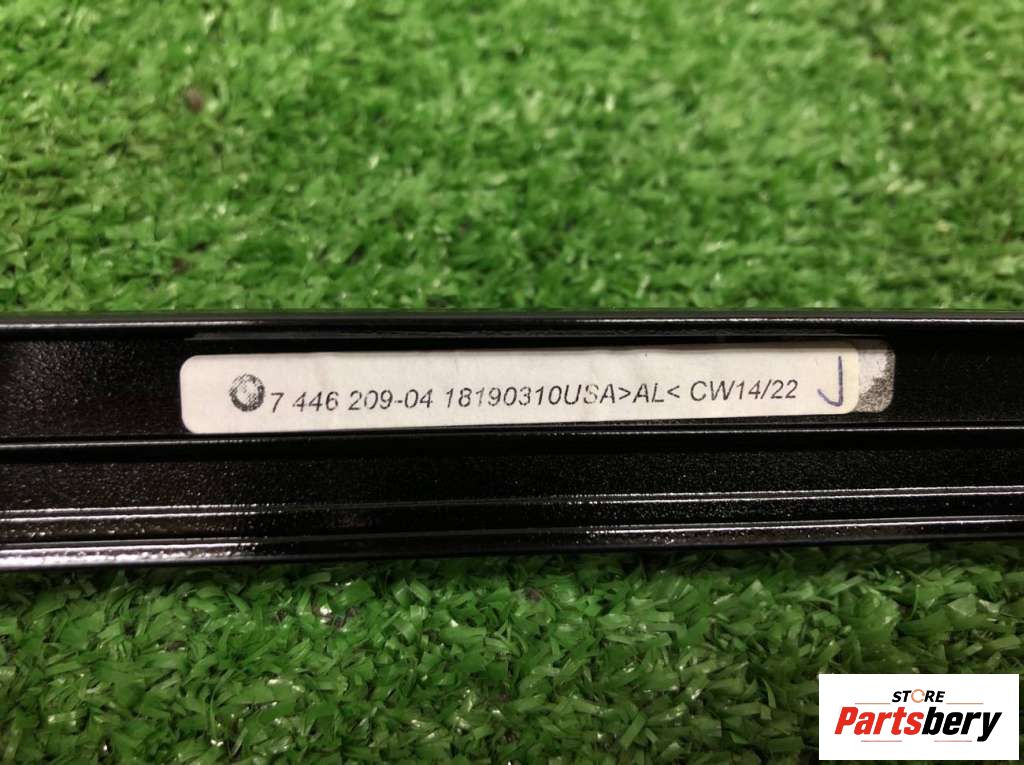 7 446 209-04 18190310USA>AL< CW14/22 J
STORE
Partsbery